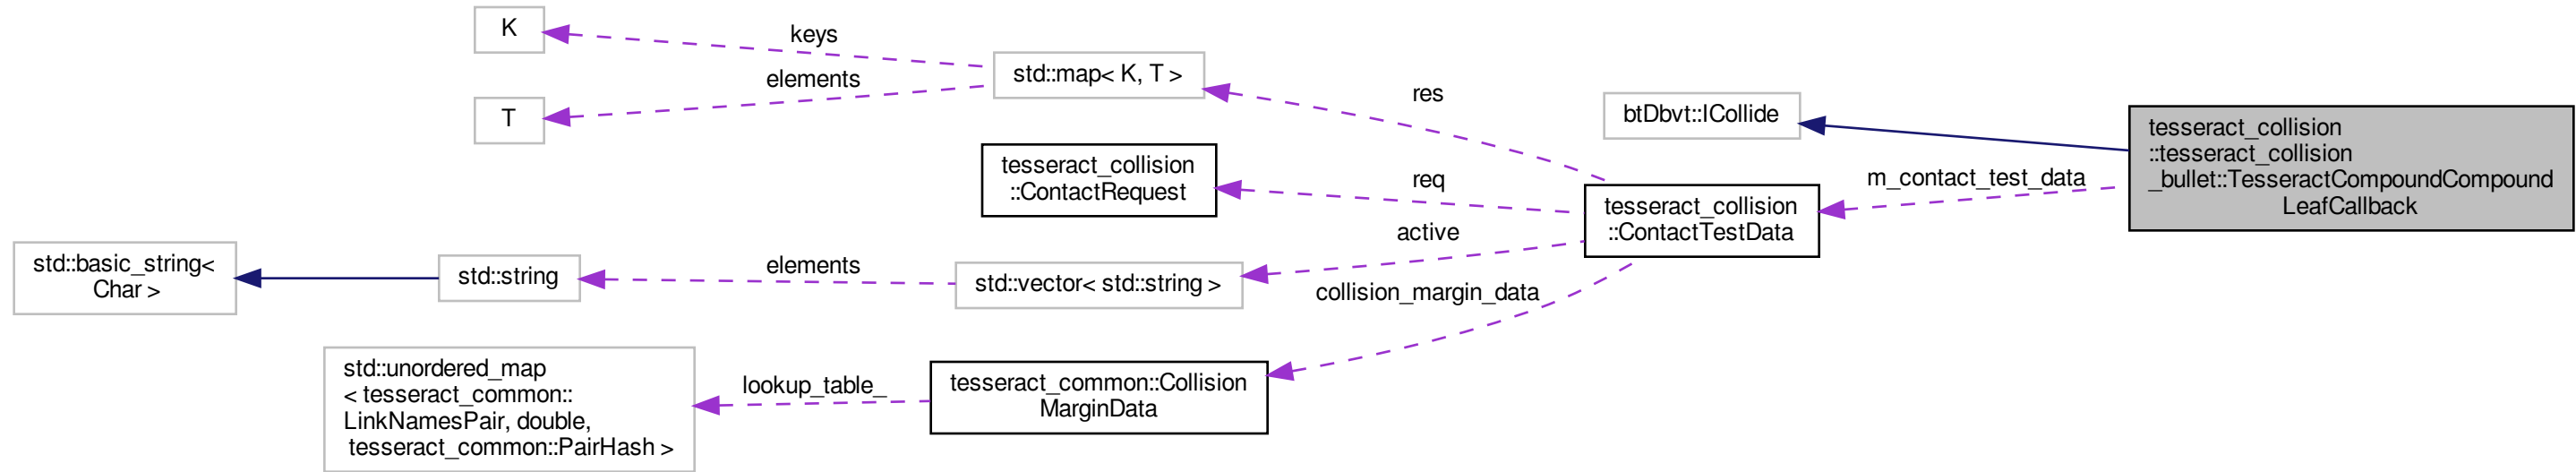 K
keys
std::map< K, T >
elements
T
res
btDbvt::ICollide
tesseract_collision
::tesseract_collision
_bullet::TesseractCompoundCompound
LeafCallback
tesseract_collision
::ContactRequest
req
m_contact_test_data
tesseract_collision
::ContactTestData
active
std::basic_string<
Char >
std::string
elements
std::vector< std::string >
collision_margin_data
std::unordered_map
< tesseract_common::
LinkNamesPair, double,
tesseract_common::PairHash >
lookup_table_
tesseract_common::Collision
MarginData